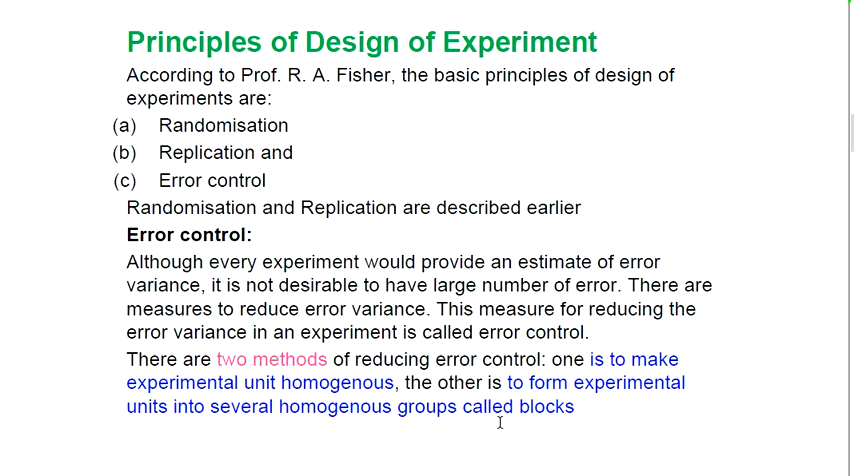 Principles of Design of Experiment
According to Prof. R. A. Fisher, the basic principles of design of
experiments are:
(a) Randomisation
(b) Replication and
(c) Error control
Randomisation and Replication are described earlier
Error control:
Although every experiment would provide an estimate of error
variance, it is not desirable to have large number of error. There are
measures to reduce error variance. This measure for reducing the
error variance in an experiment is called error control.
There are two methods of reducing error control: one is to make
experimental unit homogenous, the other is to form experimental
units into several homogenous groups called blocks